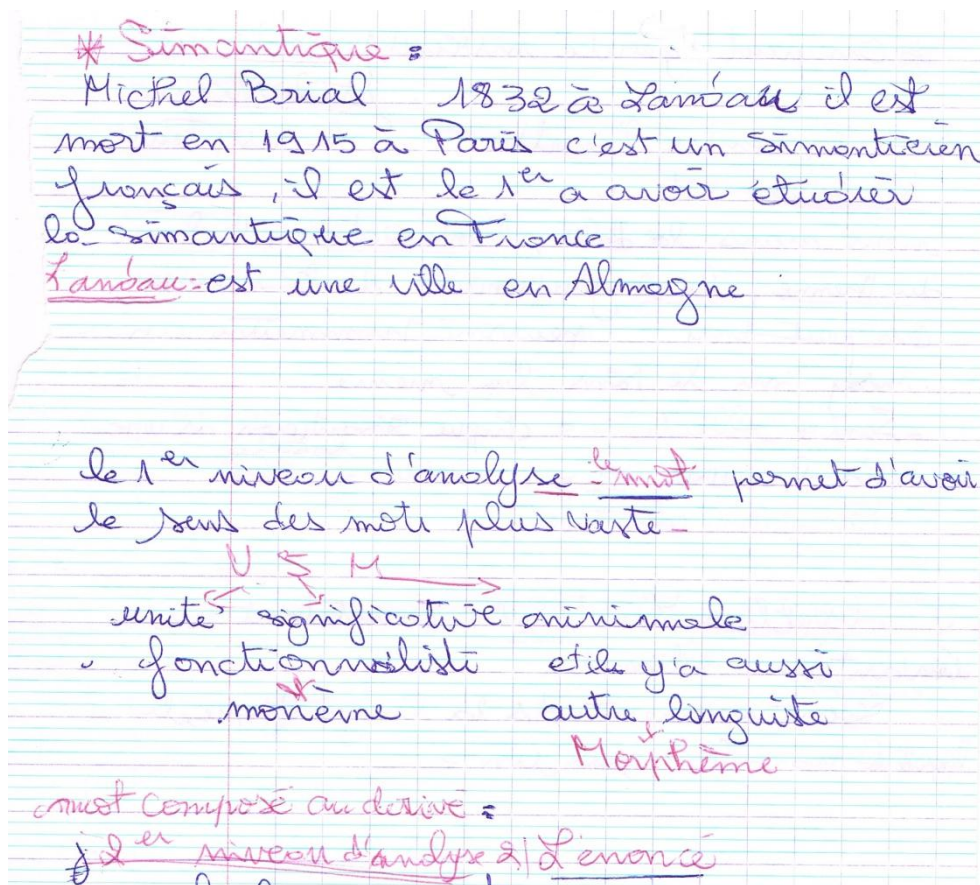 * Simantique :
Michel Brial 1832 à Landau il est
mort en 1915 à Paris c'est un Simanticien
français, il est le 1er a avoir étudier
la simantique en France
Landau : est une ville en Almagne
le 1er niveau d'analyse : le mot permet d'avoir
le sens des mots plus vaste
U S M
unité significative minimale
fonctionnaliste et il y'a aussi
monème autre linguiste
Morphème
mot composé ou derivé :
2er niveau d'analyse 2/ L'énoncé